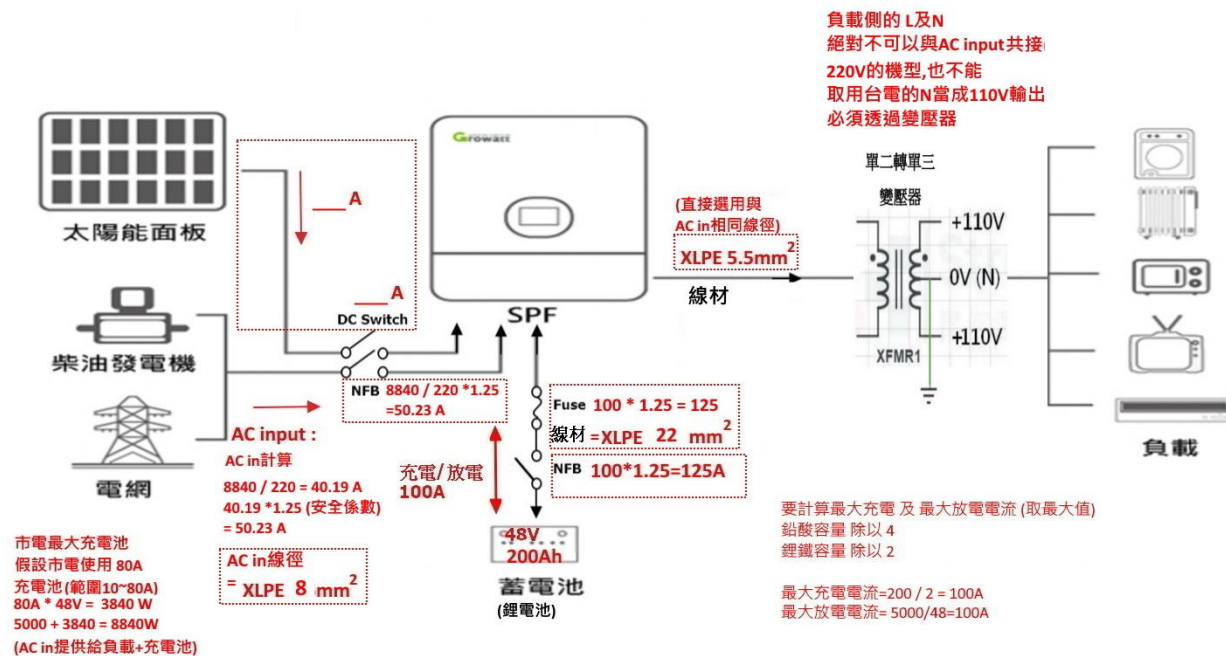 負載側的 L及N
絕對不可以與AC input共接
220V的機型,也不能
取用台電的N當成110V輸出
必須透過變壓器
Growatt
單二轉單三
變壓器
+110V
0V (N)
+110V
XFMR1
(直接選用與
AC in相同線徑)
XLPE 5.5mm²
線材
太陽能面板
___ A
___ A
DC Switch
SPF
柴油發電機
NFB 8840 / 220 *1.25
=50.23 A
電網
AC input :
AC in計算
8840 / 220 = 40.19 A
40.19 *1.25 (安全係數)
= 50.23 A
AC in線徑
= XLPE 8 mm²
充電/放電
100A
Fuse 100 * 1.25 = 125
線材 =XLPE 22 mm²
NFB 100*1.25=125A
48V
200Ah
蓄電池
(鋰電池)
負載
市電最大充電池
假設市電使用 80A
充電池 (範圍10~80A)
80A * 48V = 3840 W
5000 + 3840 = 8840W
(AC in提供給負載+充電池)
要計算最大充電 及 最大放電電流 (取最大值)
鉛酸容量 除以 4
鋰鐵容量 除以 2
最大充電電流=200 / 2 = 100A
最大放電電流= 5000/48=100A